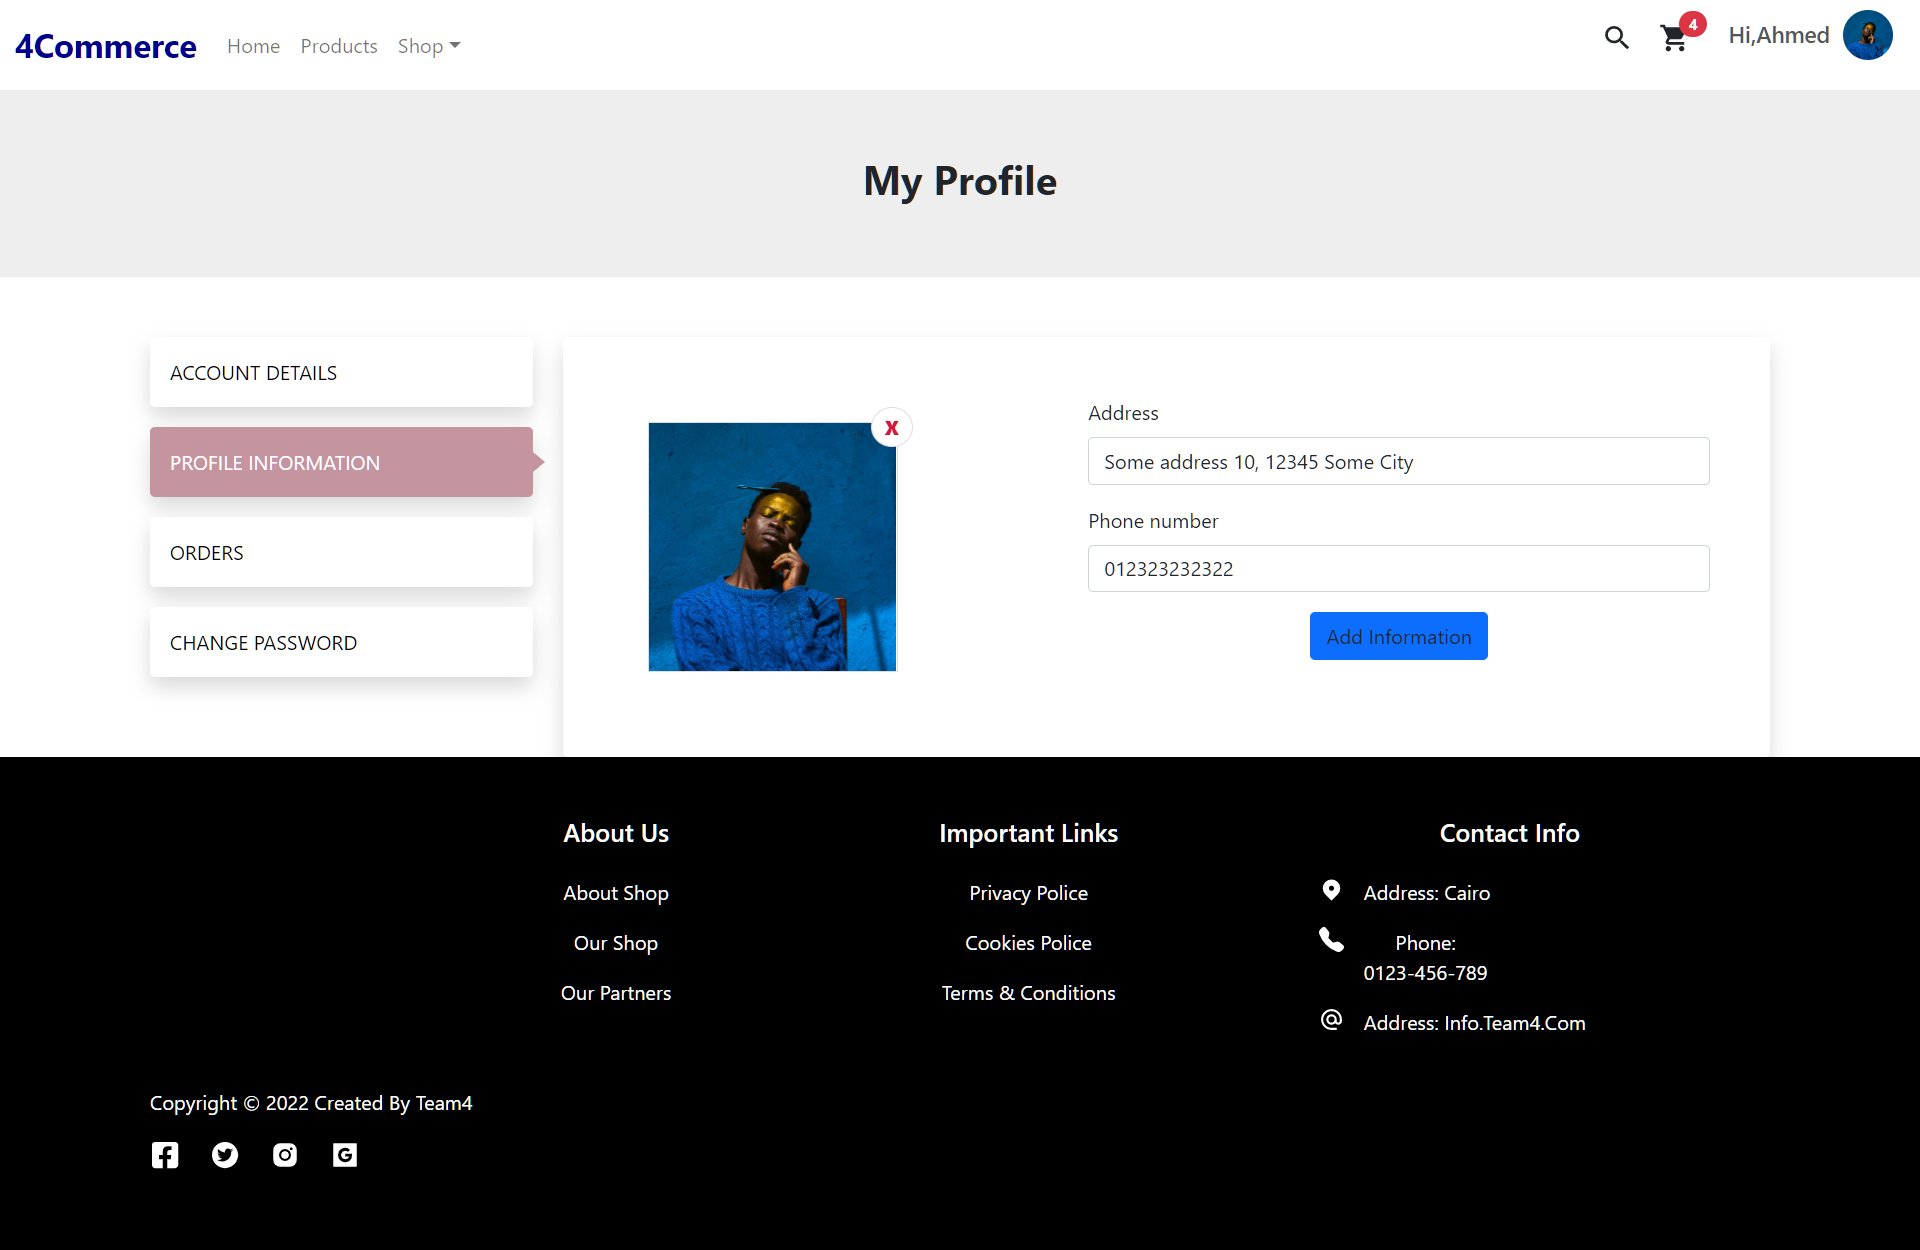 4Commerce
Home
Products
Shop
4
Hi,Ahmed
My Profile
ACCOUNT DETAILS
PROFILE INFORMATION
ORDERS
CHANGE PASSWORD
X
Address
Some address 10, 12345 Some City
Phone number
012323232322
Add Information
About Us
About Shop
Our Shop
Our Partners
Important Links
Privacy Police
Cookies Police
Terms & Conditions
Contact Info
Address: Cairo
Phone:
0123-456-789
Address: Info.Team4.Com
Copyright © 2022 Created By Team4